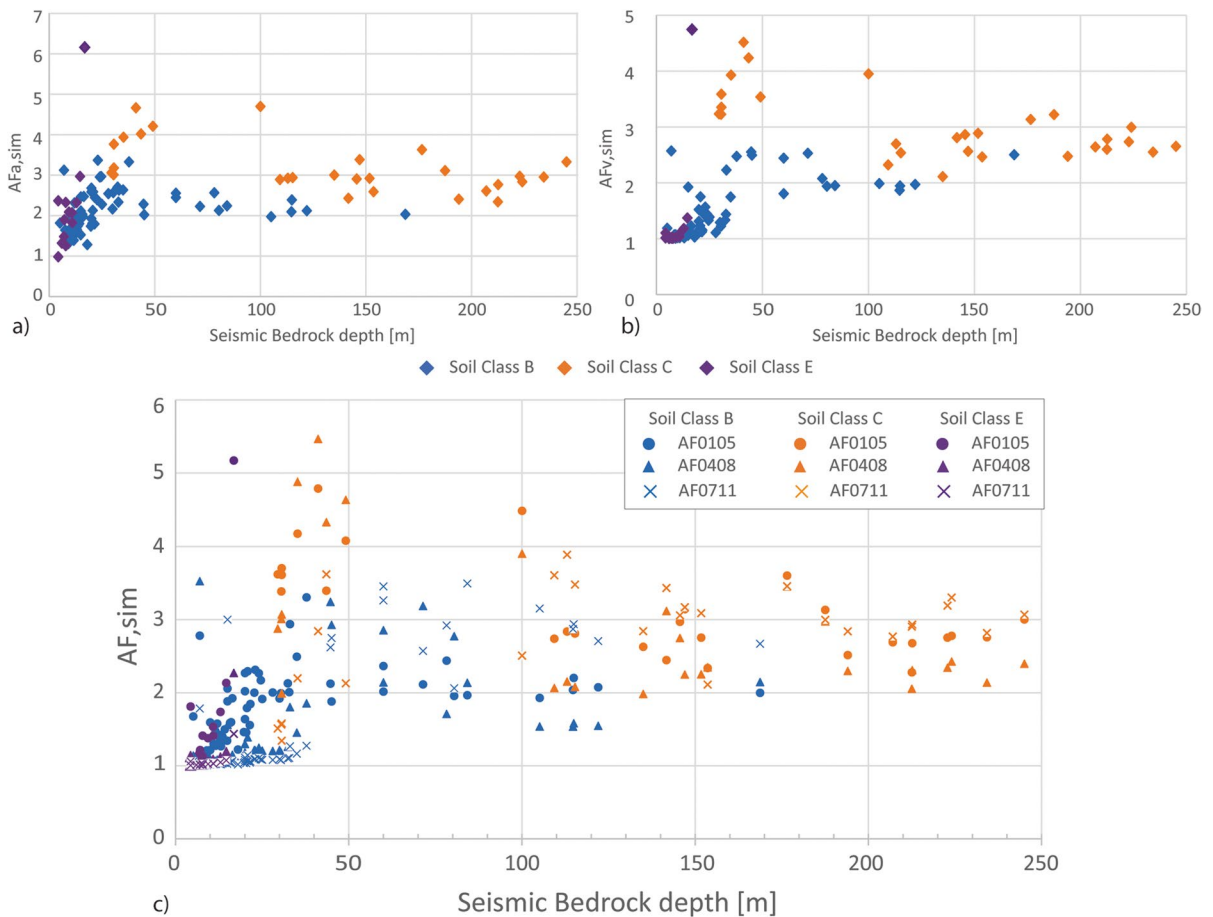 7
6
5
4
3
2
1
0
AFa,sim
0
50
100
150
200
250
Seismic Bedrock depth [m]
a)
5
4
3
2
1
0
AFv,sim
0
50
100
150
200
250
Seismic Bedrock depth [m]
b)
Soil Class B Soil Class C Soil Class E
6
5
4
3
2
1
0
AF,sim
Soil Class B Soil Class C Soil Class E
AF0105 AF0105 AF0105
AF0408 AF0408 AF0408
AF0711 AF0711 AF0711
0
50
100
150
200
250
Seismic Bedrock depth [m]
c)